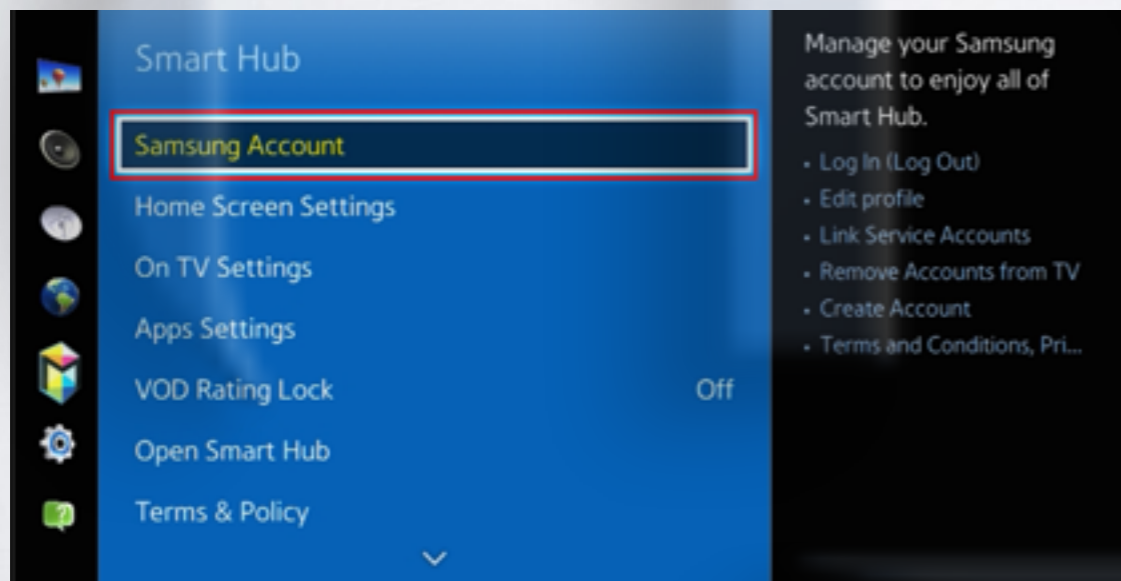 Smart Hub
Samsung Account
Home Screen Settings
On TV Settings
Apps Settings
VOD Rating Lock Off
Open Smart Hub
Terms & Policy
Manage your Samsung
account to enjoy all of
Smart Hub.
• Log In (Log Out)
• Edit profile
• Link Service Accounts
• Remove Accounts from TV
• Create Account
• Terms and Conditions, Pri...